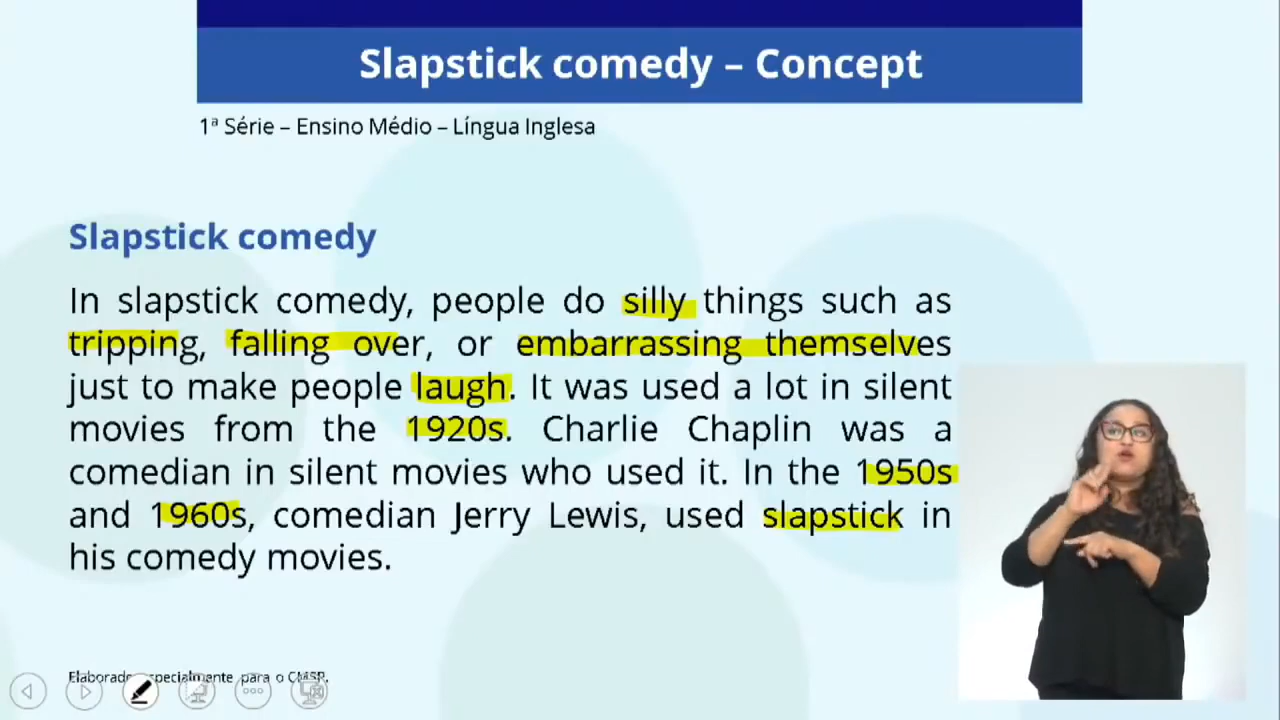 Slapstick comedy – Concept
1ª Série – Ensino Médio – Língua Inglesa
Slapstick comedy
In slapstick comedy, people do silly things such as
tripping, falling over, or embarrassing themselves
just to make people laugh. It was used a lot in silent
movies from the 1920s. Charlie Chaplin was a
comedian in silent movies who used it. In the 1950s
and 1960s, comedian Jerry Lewis, used slapstick in
his comedy movies.
Elaborado especialmente para o CMSP.